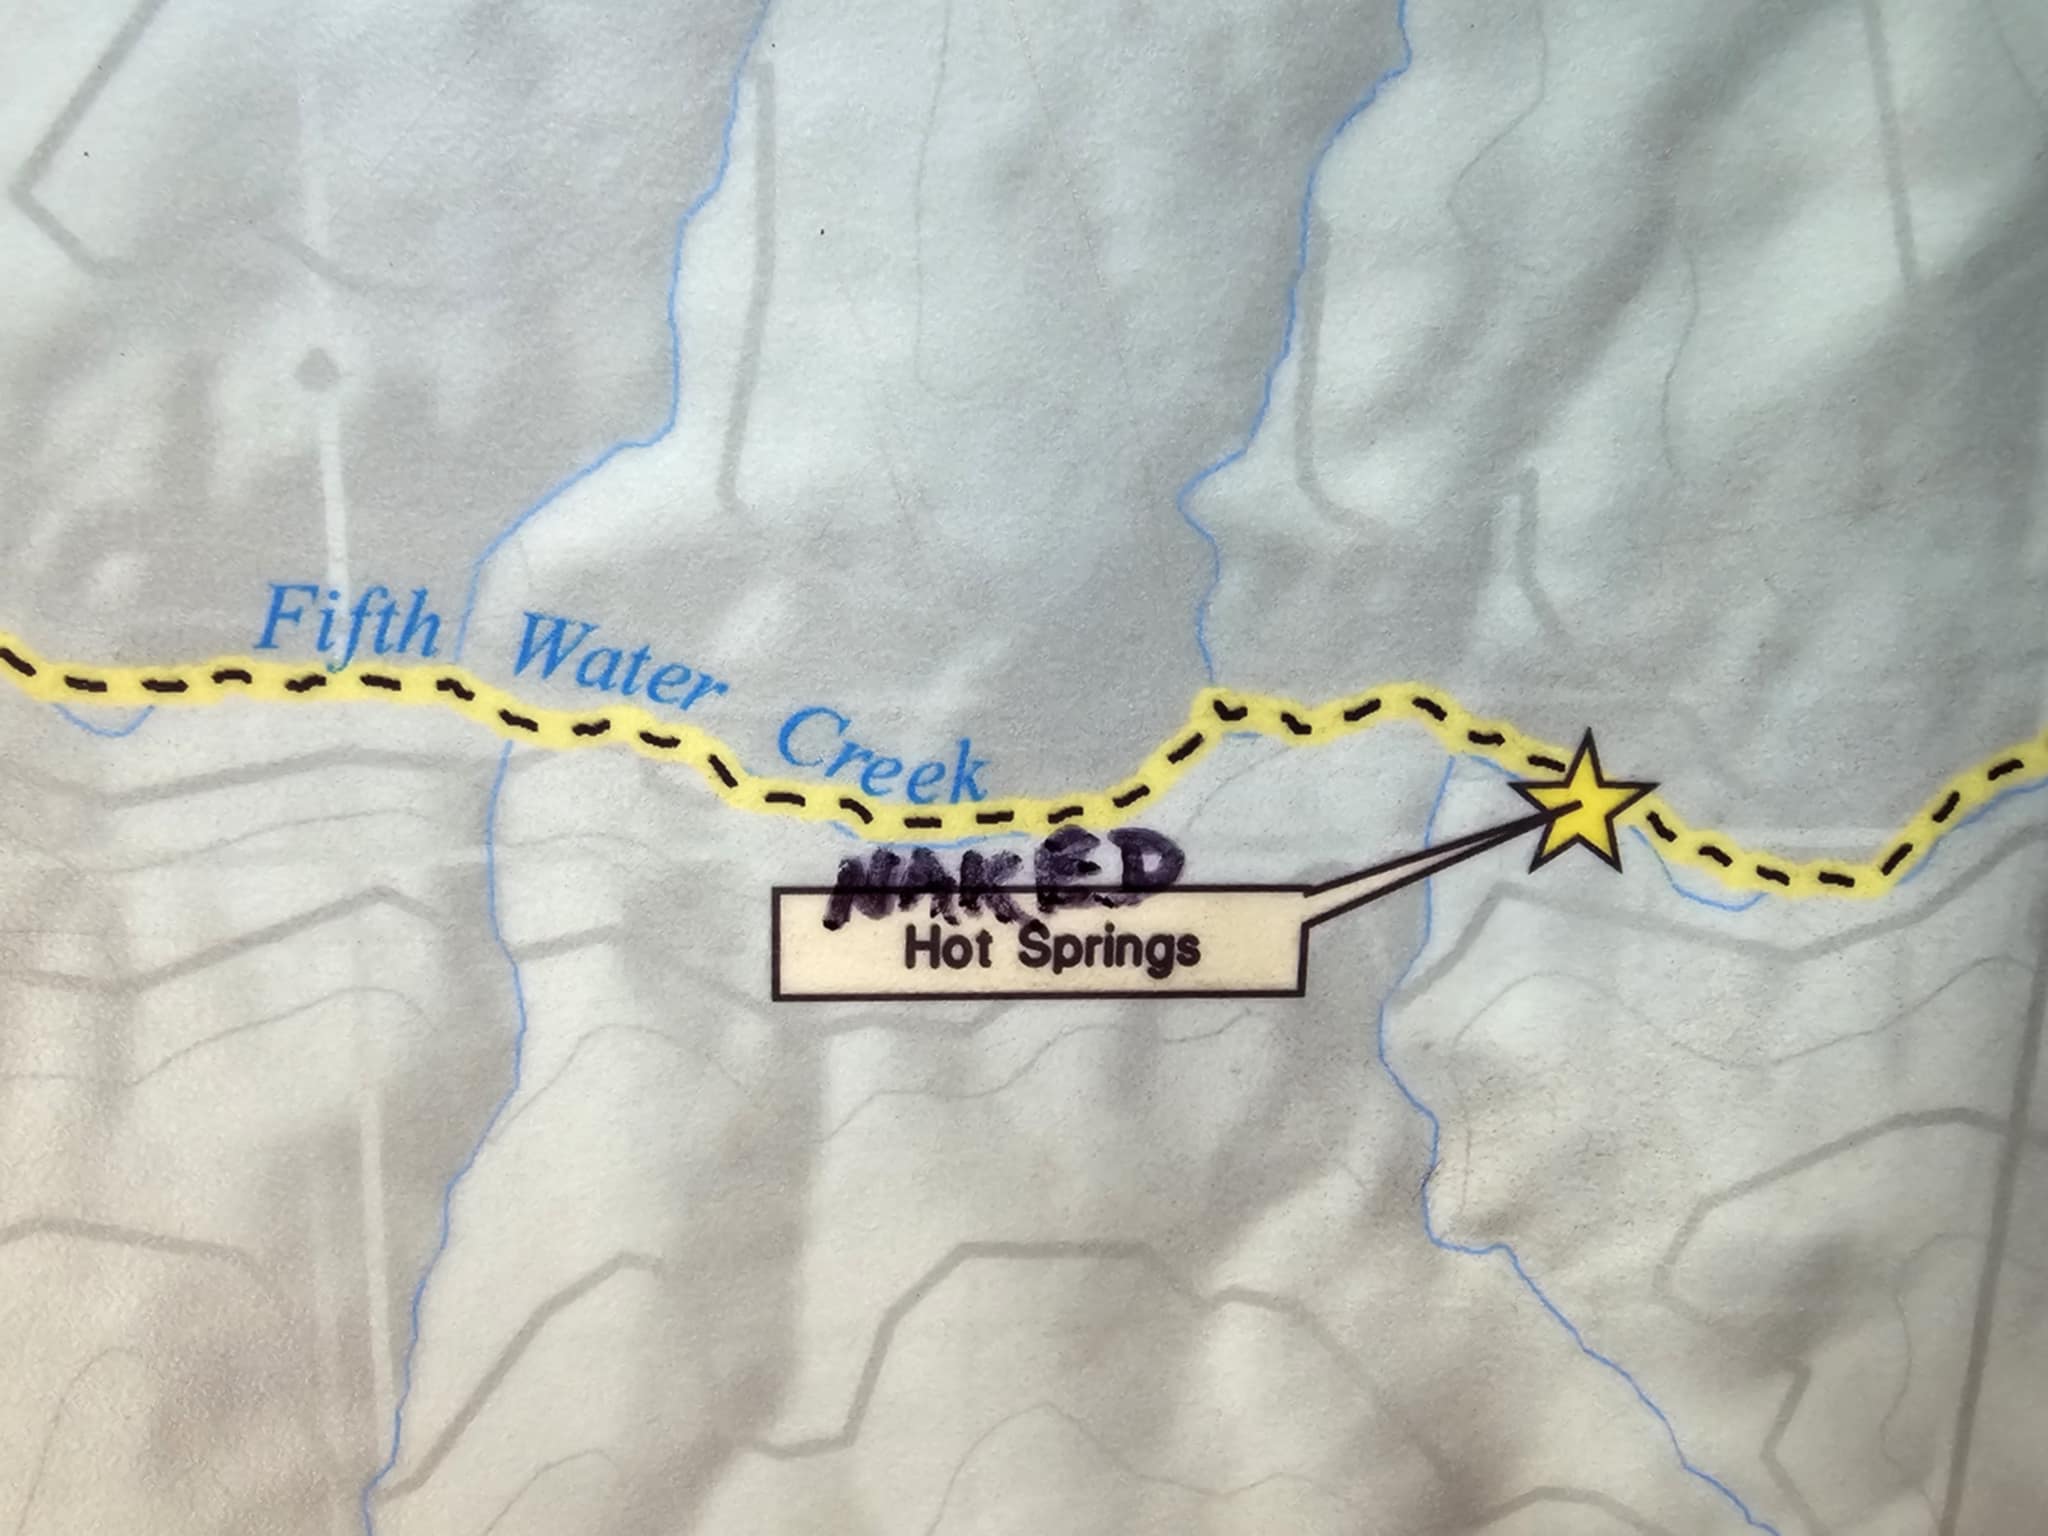 Fifth Water Creek
NAKED
Hot Springs